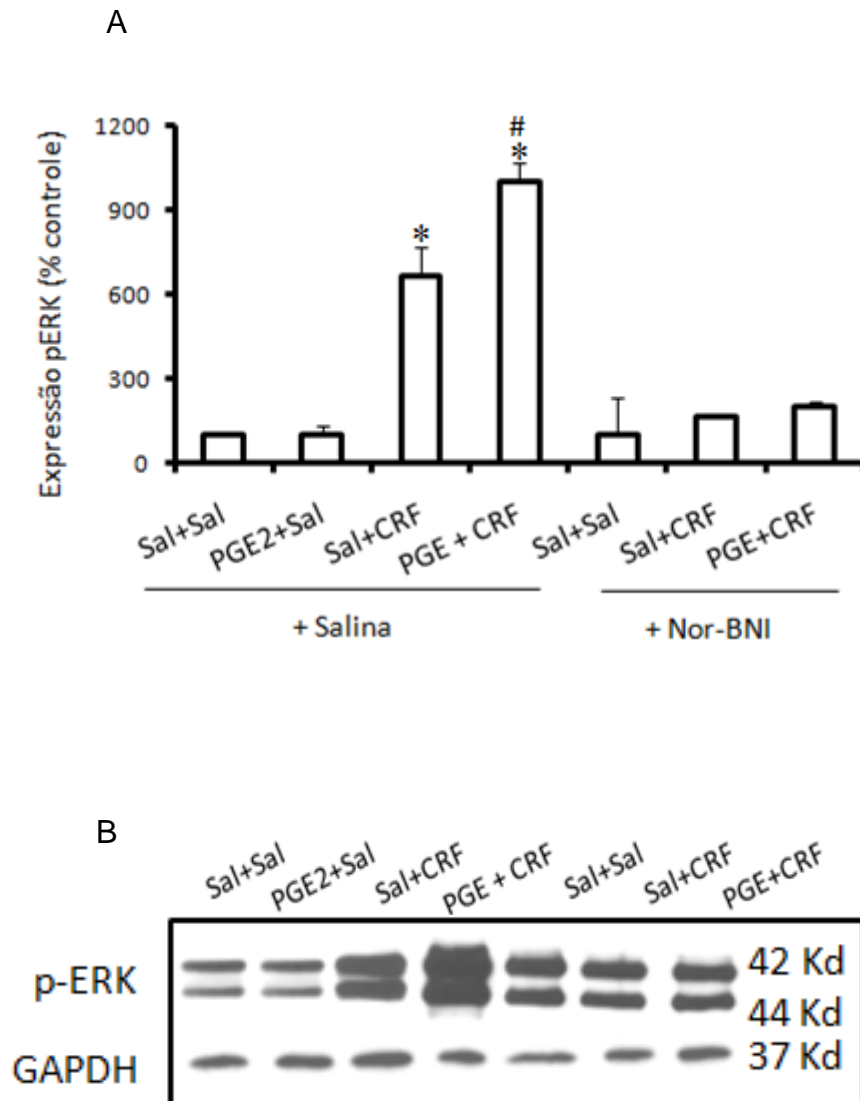 A
Expressão pERK (% controle)
1200
900
600
300
0
*
#
*
Sal+Sal
PGE2+Sal
Sal+CRF
PGE + CRF
Sal+Sal
Sal+CRF
PGE+CRF
+ Salina
+ Nor-BNI
B
Sal+Sal
PGE2+Sal
Sal+CRF
PGE + CRF
Sal+Sal
Sal+CRF
PGE+CRF
p-ERK
42 Kd
44 Kd
GAPDH
37 Kd